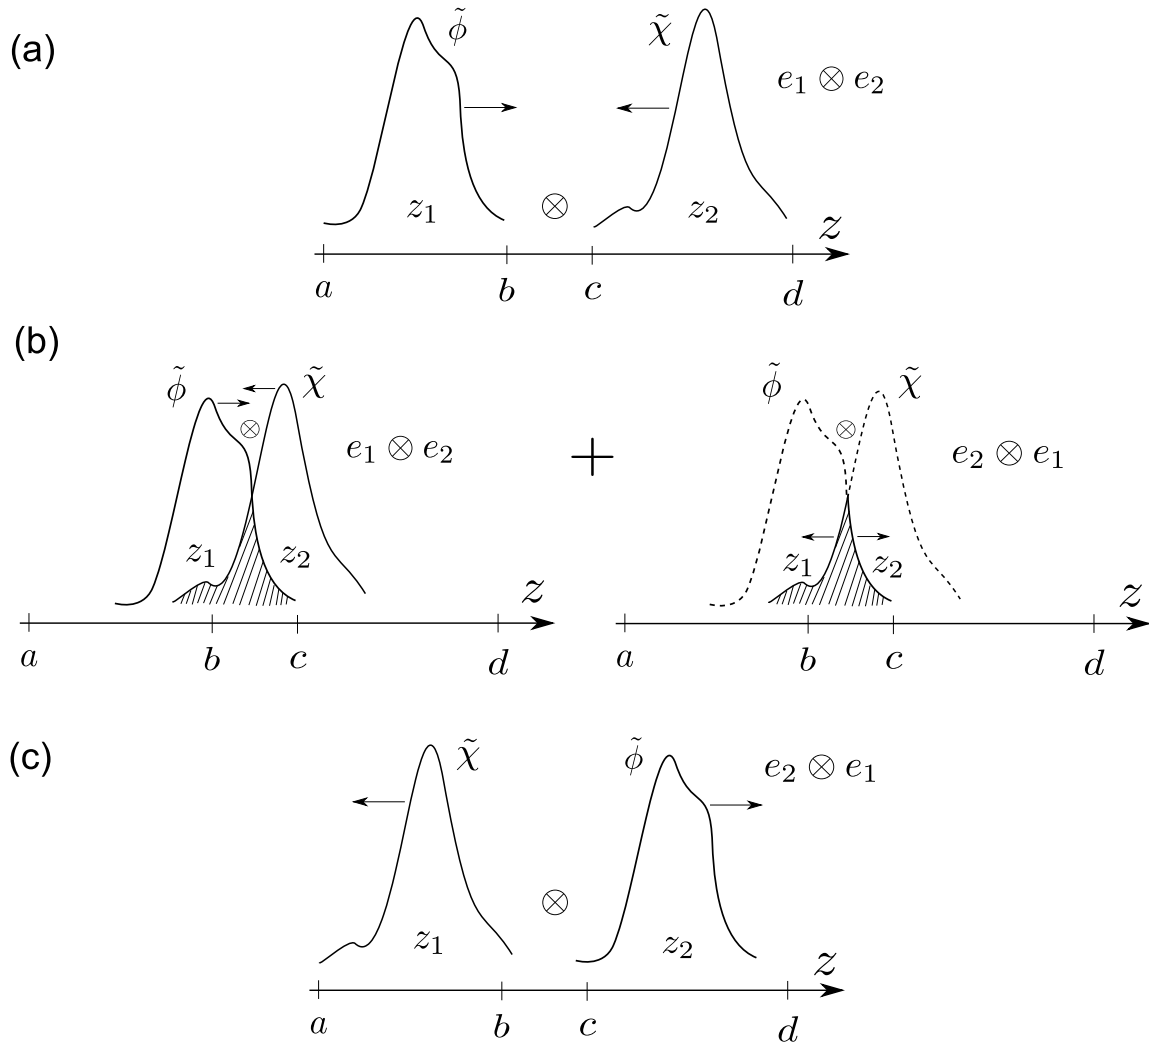 (a)
φ̃ χ̃ e₁ ⊗ e₂
z₁ ⊗ z₂ z
a b c d
(b)
φ̃ χ̃ φ̃ χ̃
⊗ e₁ ⊗ e₂ + ⊗ e₂ ⊗ e₁
z₁ z₂ z z₁ z₂ z
a b c d a b c d
(c)
χ̃ φ̃ e₂ ⊗ e₁
z₁ ⊗ z₂ z
a b c d